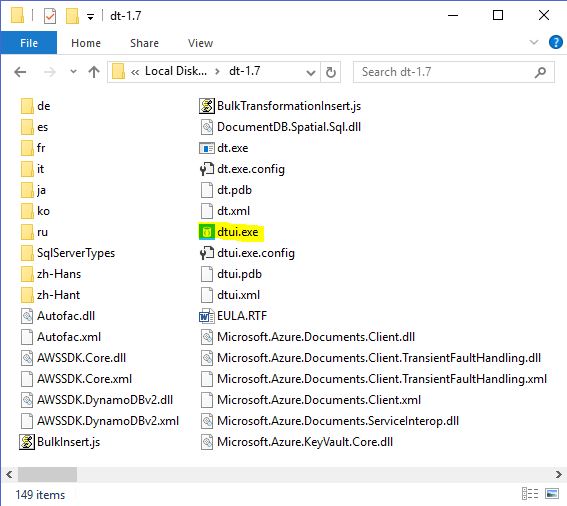 dt-1.7
File
Home
Share
View
Local Disk...
dt-1.7
Search dt-1.7
de
es
fr
it
ja
ko
ru
SqlServerTypes
zh-Hans
zh-Hant
Autofac.dll
Autofac.xml
AWSSDK.Core.dll
AWSSDK.Core.xml
AWSSDK.DynamoDBv2.dll
AWSSDK.DynamoDBv2.xml
BulkInsert.js
BulkTransformationInsert.js
DocumentDB.Spatial.Sql.dll
dt.exe
dt.exe.config
dt.pdb
dt.xml
dtui.exe
dtui.exe.config
dtui.pdb
dtui.xml
EULA.RTF
Microsoft.Azure.Documents.Client.dll
Microsoft.Azure.Documents.Client.TransientFaultHandling.dll
Microsoft.Azure.Documents.Client.TransientFaultHandling.xml
Microsoft.Azure.Documents.Client.xml
Microsoft.Azure.Documents.ServiceInterop.dll
Microsoft.Azure.KeyVault.Core.dll
149 items